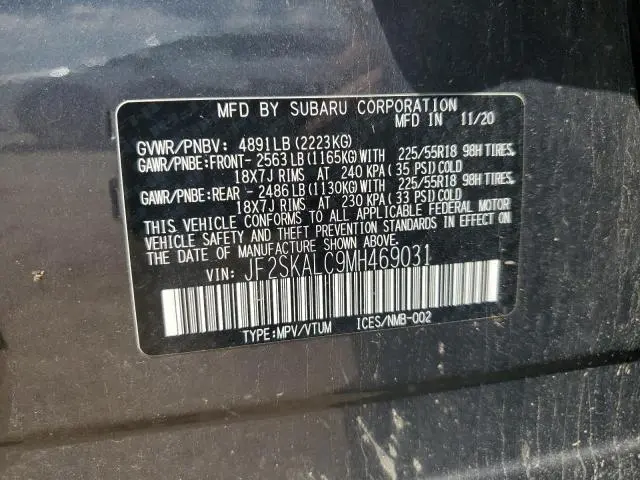 MFD BY SUBARU CORPORATION
MFD IN 11/20
GVWR/PNBV: 4891LB(2223KG)
GAWR/PNBE:FRONT-2563LB(1165KG)WITH 225/55R18 98H TIRES,
18X7J RIMS AT 240 KPA(35 PSI)COLD
GAWR/PNBE:REAR -2486LB(1130KG)WITH 225/55R18 98H TIRES,
18X7J RIMS AT 230 KPA(33 PSI)COLD
THIS VEHICLE CONFORMS TO ALL APPLICABLE FEDERAL MOTOR
VEHICLE SAFETY AND THEFT PREVENTION STANDARDS IN EFFECT ON
THE DATE OF MANUFACTURE SHOWN ABOVE.
VIN: JF2SKALC9MH469031
TYPE:MPV/VTUM ICES/NMB-002